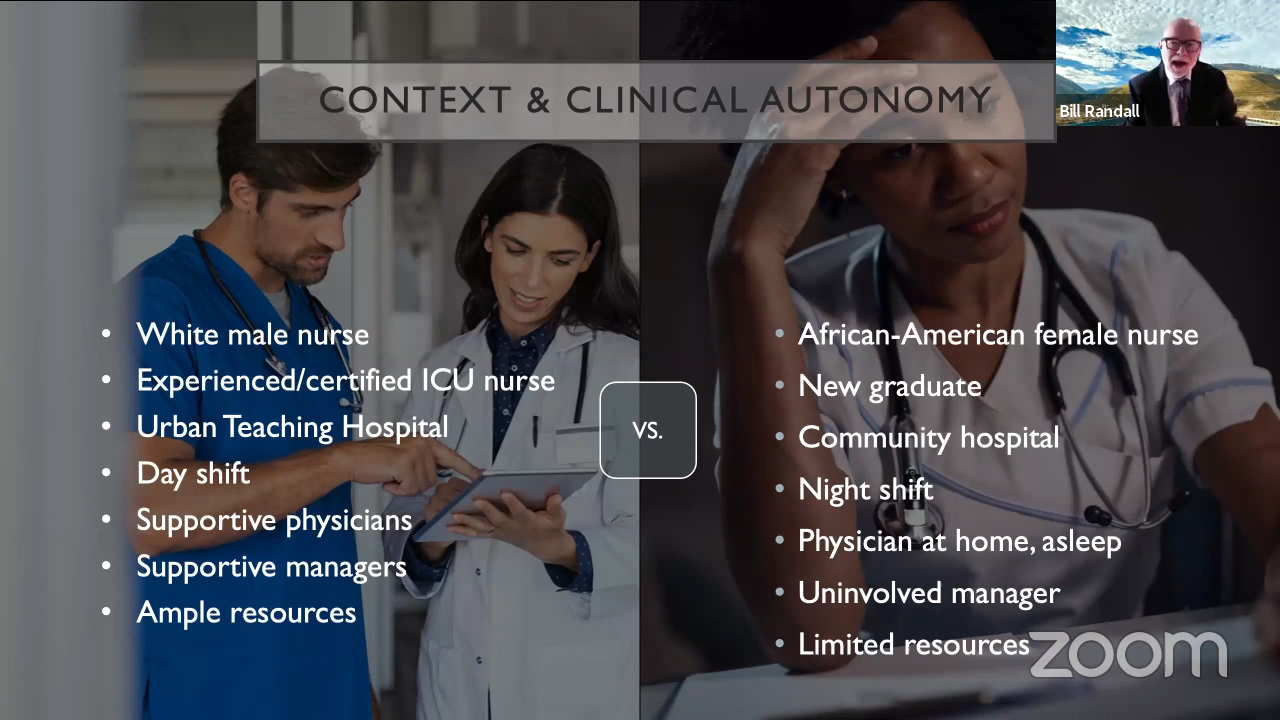 CONTEXT & CLINICAL AUTONOMY
Bill Randall
• White male nurse
• Experienced/certified ICU nurse
• Urban Teaching Hospital
• Day shift
• Supportive physicians
• Supportive managers
• Ample resources
VS.
• African-American female nurse
• New graduate
• Community hospital
• Night shift
• Physician at home, asleep
• Uninvolved manager
• Limited resources
zoom